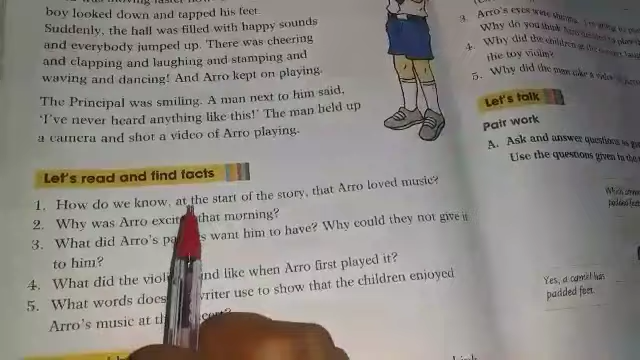 boy looked down and tapped his feet
Suddenly, the hall was filled with happy sounds
and everybody jumped up. There was cheering
and clapping and laughing and stamping and
waving and dancing! And Arro kept on playing.
The Principal was smiling. A man next to him said,
'I've never heard anything like this!' The man held up
a camera and shot a video of Arro playing.
Let's read and find facts
1. How do we know, at the start of the story, that Arro loved music?
2. Why was Arro that morning?
3. What did Arro's want him to have? Why could they not give it
to him?
4. What did the like when Arro first played it?
5. What words does writer use to show that the children enjoyed
Arro's music at
3. Arro's eyes were
Why do you think
4. Why did the children at the
the toy violin?
5. Why did the man take a video
Let's talk
Pair work
A. Ask and answer questions
Use the questions given in
padded feet
Yes, a camel has
padded feet.